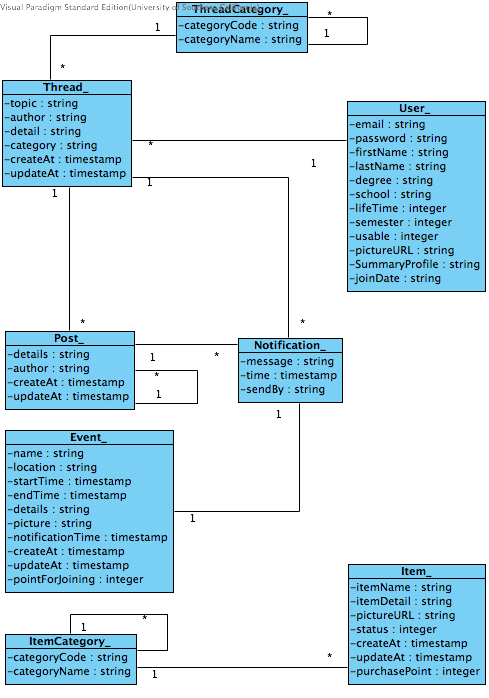 Visual Paradigm Standard Edition(University of Southern California)
ThreadCategory_
-categoryCode : string
-categoryName : string
*
1
1
*
Thread_
-topic : string
-author : string
-detail : string
-category : string
-createAt : timestamp
-updateAt : timestamp
*
1
1
1
User_
-email : string
-password : string
-firstName : string
-lastName : string
-degree : string
-school : string
-lifeTime : integer
-semester : integer
-usable : integer
-pictureURL : string
-SummaryProfile : string
-joinDate : string
*
*
Post_
-details : string
-author : string
-createAt : timestamp
-updateAt : timestamp
1
*
*
1
Notification_
-message : string
-time : timestamp
-sendBy : string
1
Event_
-name : string
-location : string
-startTime : timestamp
-endTime : timestamp
-details : string
-picture : string
-notificationTime : timestamp
-createAt : timestamp
-updateAt : timestamp
-pointForJoining : integer
1
Item_
-itemName : string
-itemDetail : string
-pictureURL : string
-status : integer
-createAt : timestamp
-updateAt : timestamp
-purchasePoint : integer
*
1
ItemCategory_
-categoryCode : string
-categoryName : string
1
*